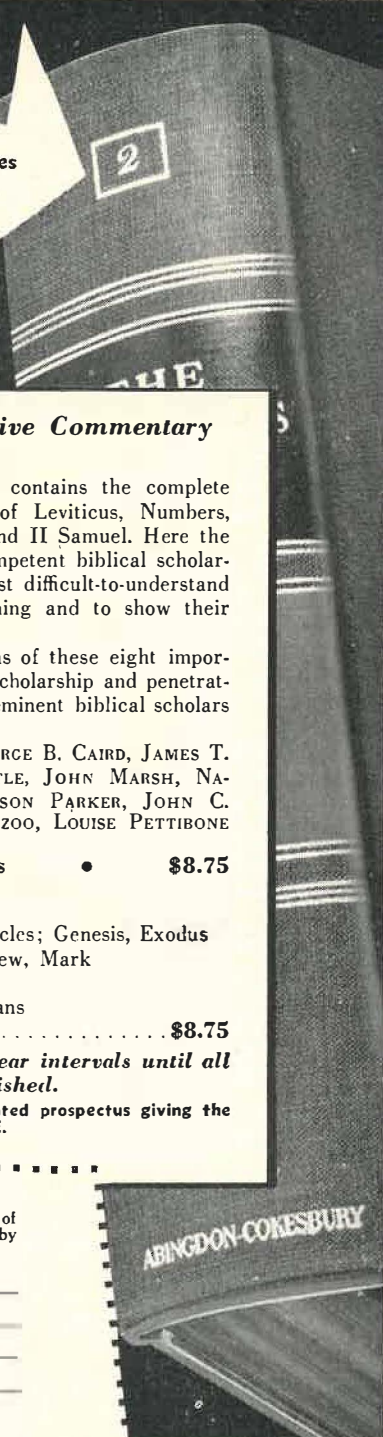 es
2
THE
S
ive Commentary
contains the complete
of Leviticus, Numbers,
nd II Samuel. Here the
mpetent biblical scholar-
st difficult-to-understand
ning and to show their
ns of these eight impor-
cholarship and penetrat-
eminent biblical scholars
RGE B. CAIRD, JAMES T.
TLE, JOHN MARSH, NA-
SON PARKER, JOHN C.
ZOO, LOUISE PETTIBONE
s • $8.75
cles; Genesis, Exodus
ew, Mark
ans
. . . . . . . . . . . . . $8.75
ear intervals until all
ished.
ted prospectus giving the
of
by
ABINGDON-COKESBURY